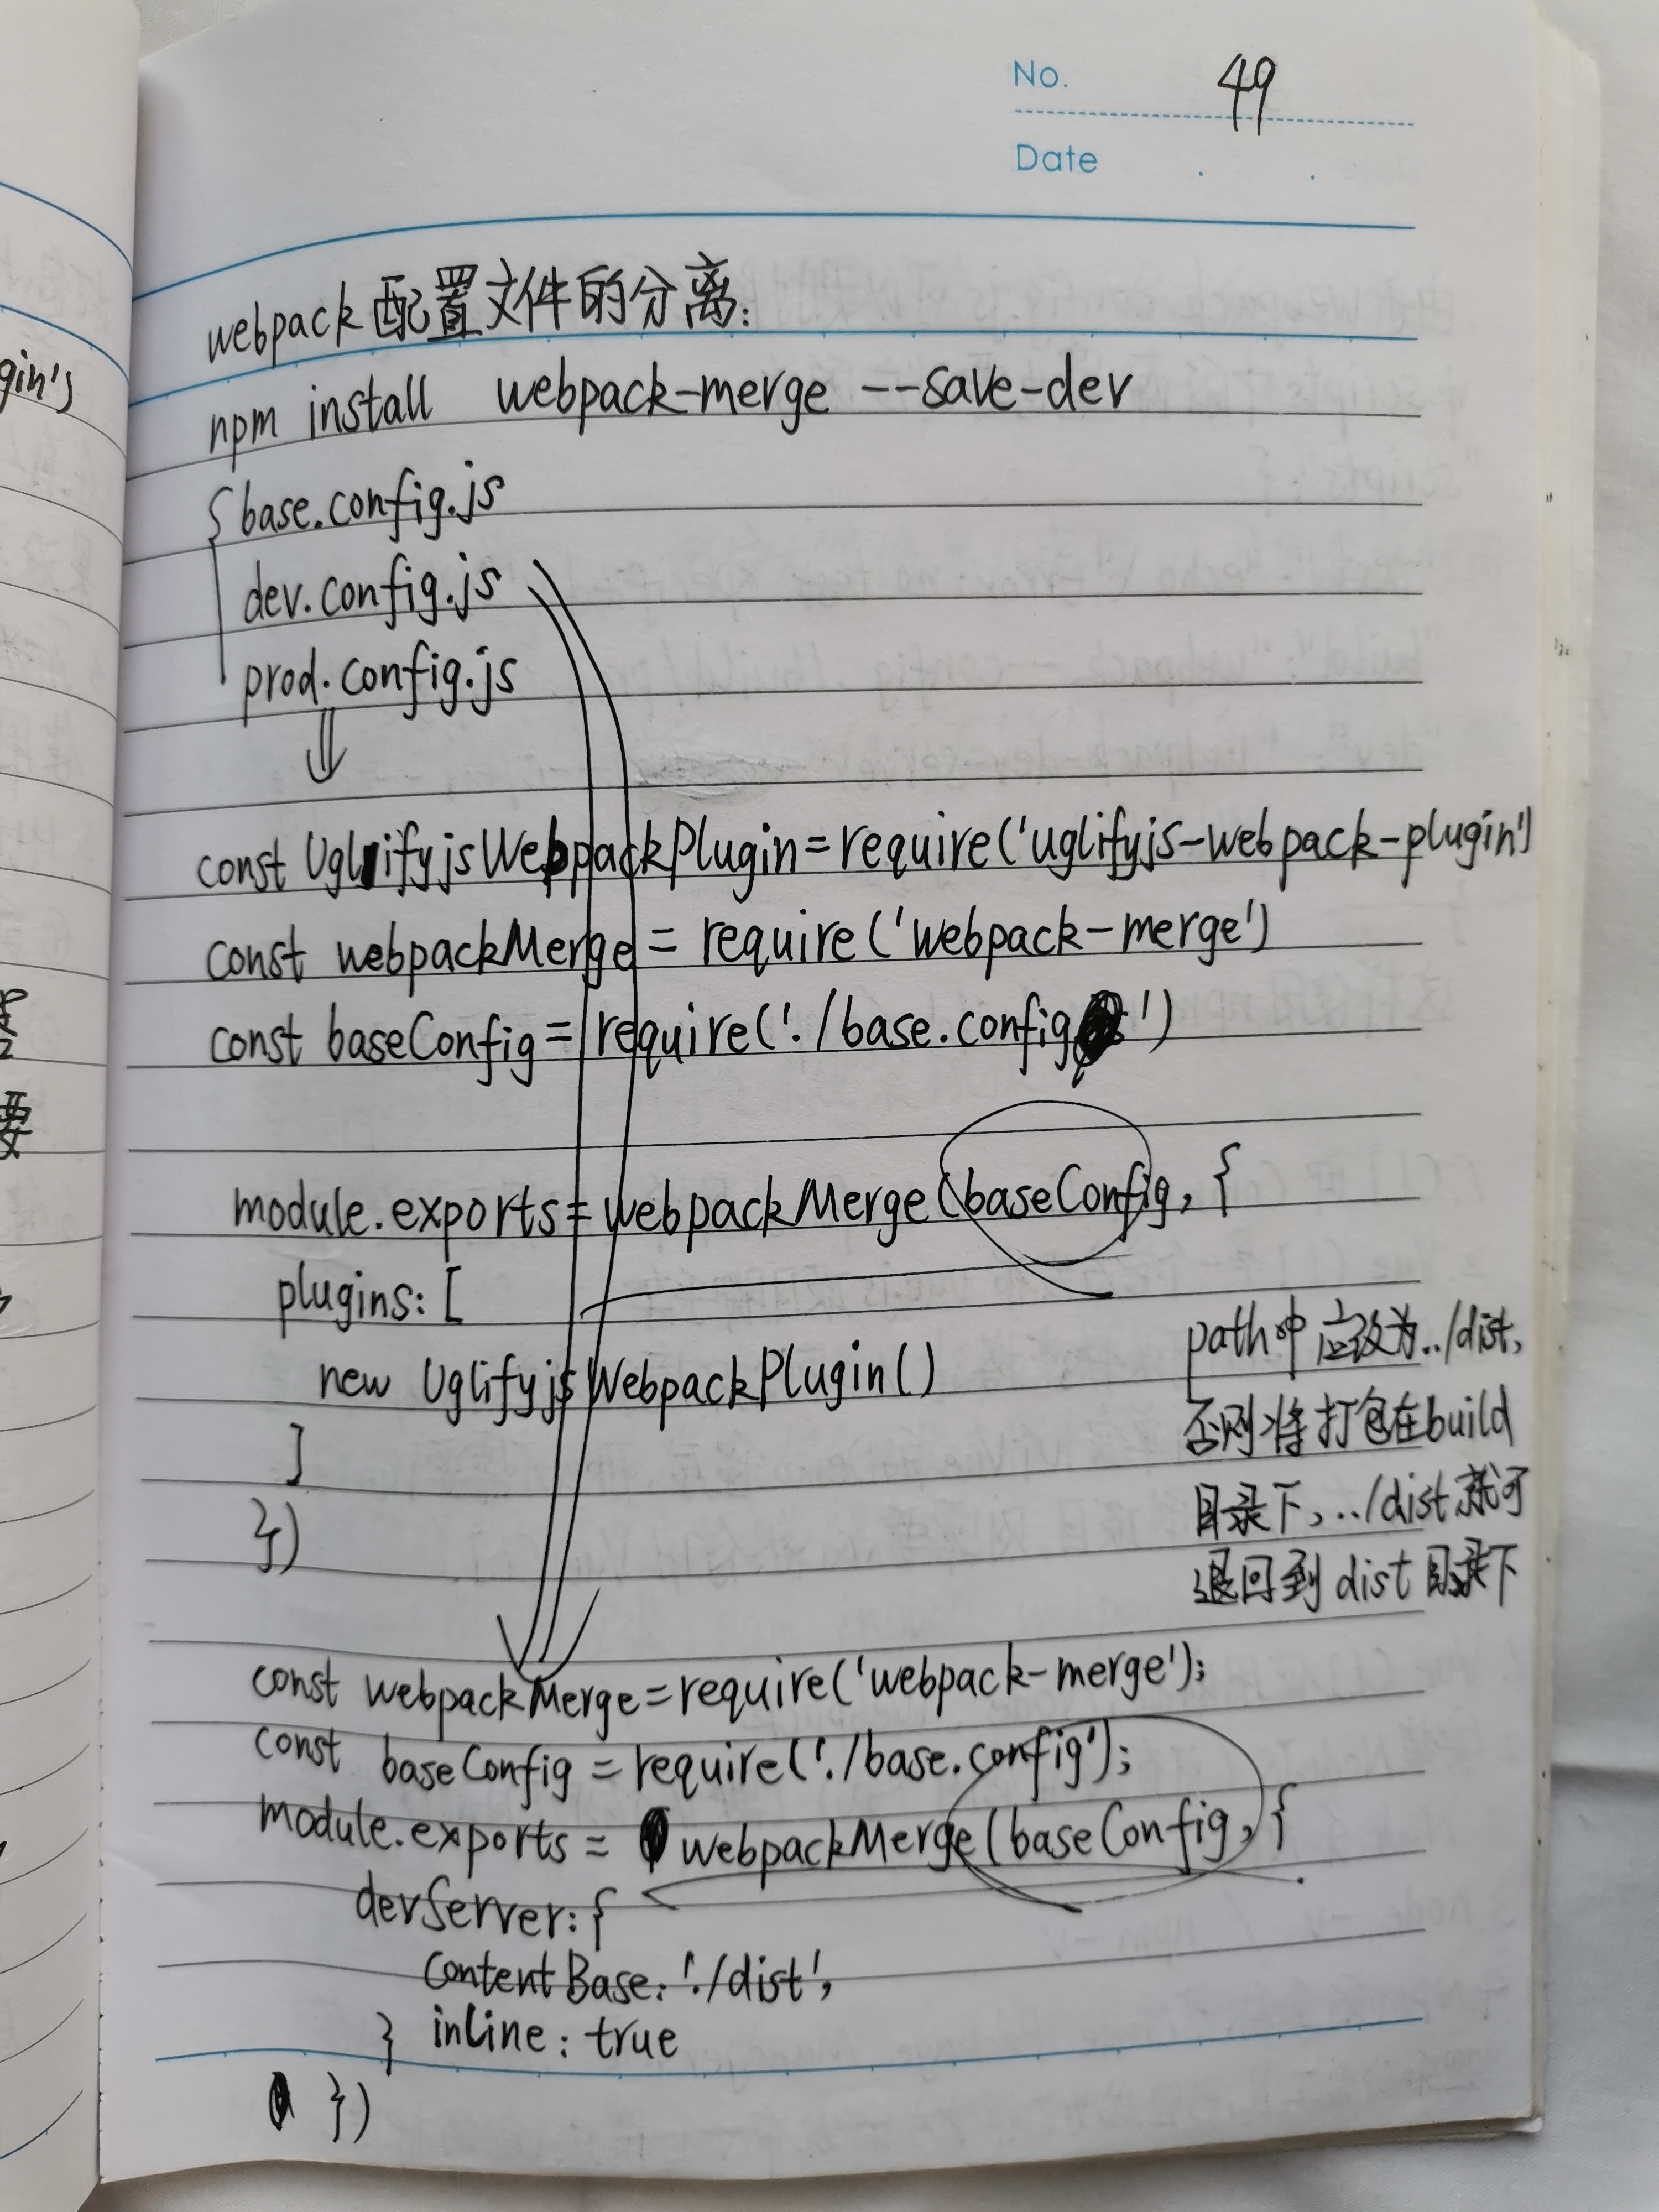 No. 49
Date
webpack配置文件的分离:
npm install webpack-merge --save-dev
{ base.config.js
dev.config.js
prod.config.js
const UglifyjsWebpackPlugin=require('uglifyjs-webpack-plugin')
const webpackMerge = require('webpack-merge')
const baseConfig = require('./base.config')
module.exports = webpackMerge(baseConfig, {
plugins: [
new UglifyjsWebpackPlugin()
]
})
path中应改为../dist,
否则将打包在build
目录下, ../dist就可
退回到dist目录下
const webpackMerge=require('webpack-merge');
const baseConfig = require('./base.config');
module.exports = webpackMerge(baseConfig, {
devServer: {
contentBase: './dist',
} inline: true
})
gin')
要